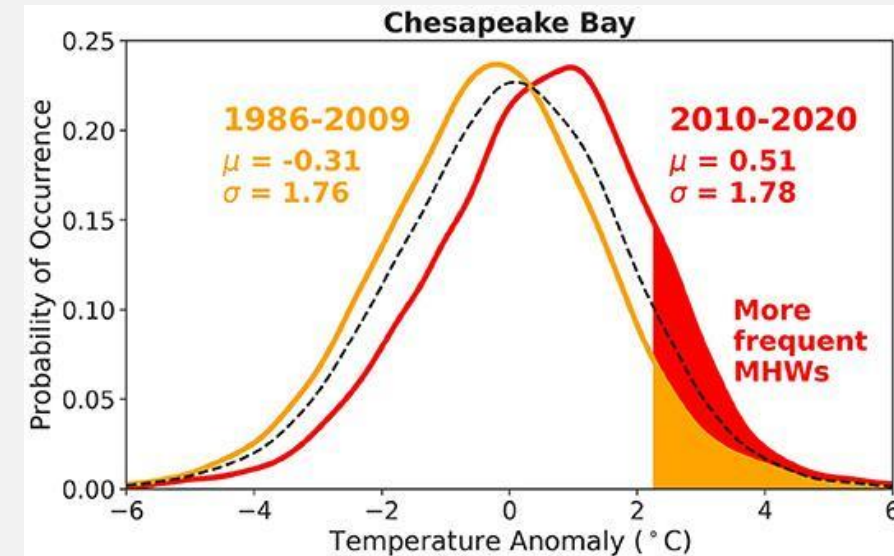 Chesapeake Bay
Probability of Occurrence
0.25
0.20
0.15
0.10
0.05
0.00
1986-2009
μ = -0.31
σ = 1.76
2010-2020
μ = 0.51
σ = 1.78
More
frequent
MHWs
−6 −4 −2 0 2 4 6
Temperature Anomaly (°C)